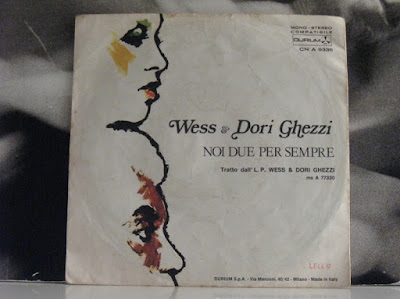 MONO - STEREO
COMPATIBILE
DURIUM
CN A 9335
Wess & Dori Ghezzi
NOI DUE PER SEMPRE
Tratto dall' L. P. WESS & DORI GHEZZI
ms A 77330
DURIUM S.p.A. - Via Manzoni, 40/42 - Milano - Made in Italy